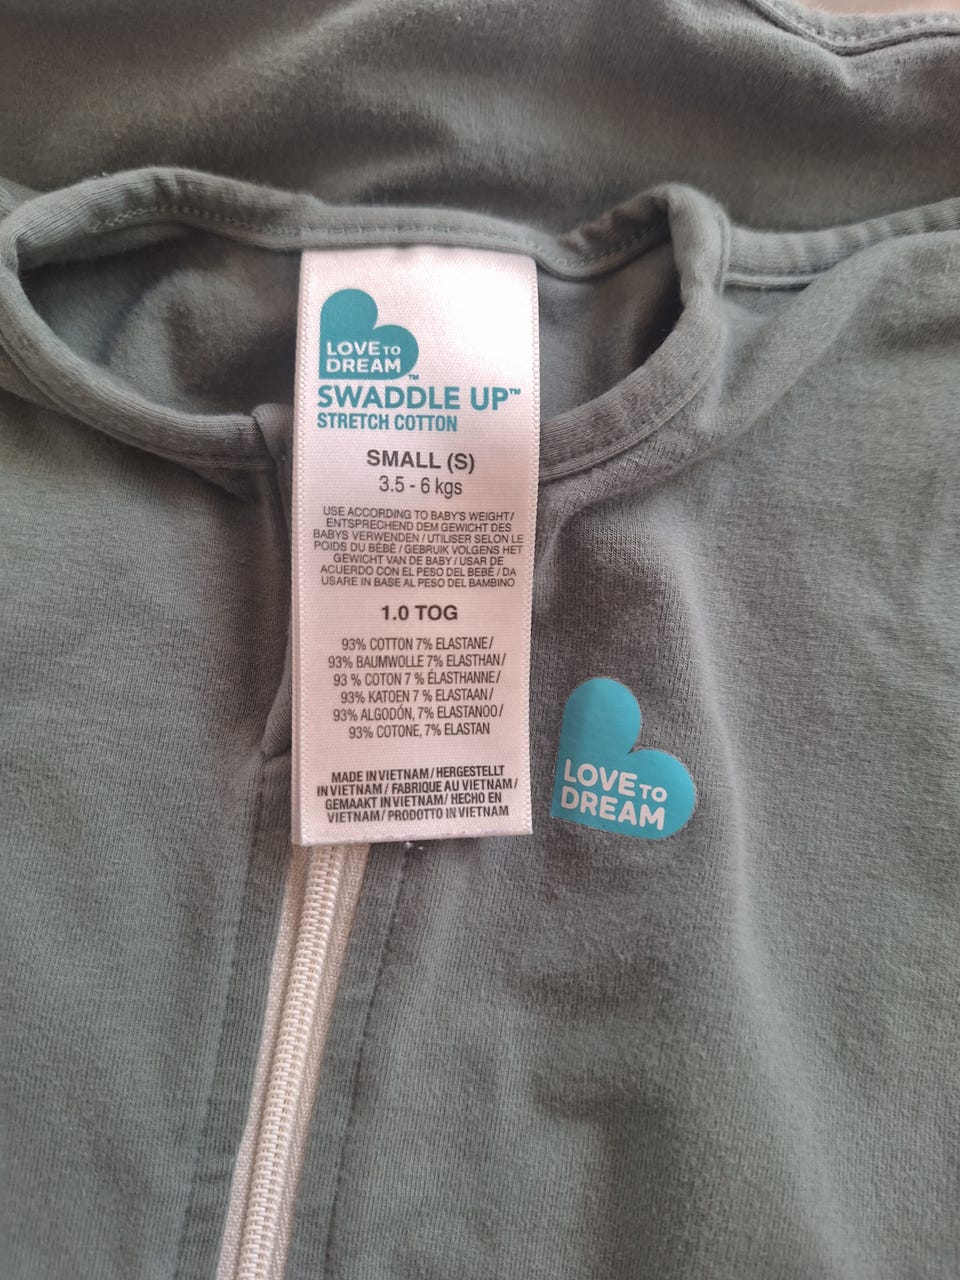 LOVE TO
DREAM™
SWADDLE UP™
STRETCH COTTON
SMALL (S)
3.5 - 6 kgs
USE ACCORDING TO BABY'S WEIGHT/
ENTSPRECHEND DEM GEWICHT DES
BABYS VERWENDEN / UTILISER SELON LE
POIDS DU BÉBÉ / GEBRUIK VOLGENS HET
GEWICHT VAN DE BABY / USAR DE
ACUERDO CON EL PESO DEL BEBÉ / DA
USARE IN BASE AL PESO DEL BAMBINO
1.0 TOG
93% COTTON 7% ELASTANE/
93% BAUMWOLLE 7% ELASTHAN/
93 % COTON 7 % ÉLASTHANNE/
93% KATOEN 7 % ELASTAAN/
93% ALGODÓN, 7% ELASTANOO/
93% COTONE, 7% ELASTAN
MADE IN VIETNAM / HERGESTELLT
IN VIETNAM / FABRIQUE AU VIETNAM/
GEMAAKT IN VIETNAM/ HECHO EN
VIETNAM/ PRODOTTO IN VIETNAM
LOVE TO
DREAM